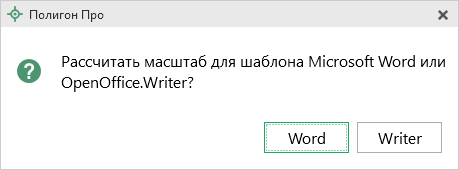 Полигон Про
Рассчитать масштаб для шаблона Microsoft Word или
OpenOffice.Writer?
Word
Writer